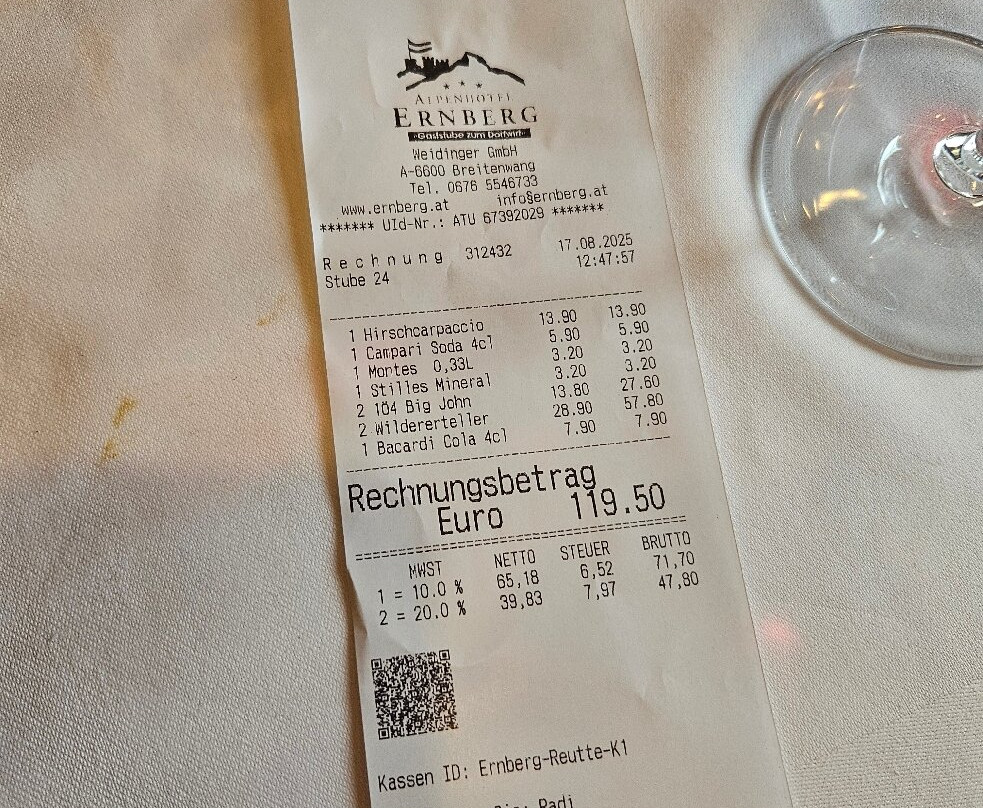 ALPENHOTEL
ERNBERG
"Gaststube zum Dorfwirt"
Weidinger GmbH
A-6600 Breitenwang
Tel. 0676 5546733
www.ernberg.at info§ernberg.at
******* UId-Nr.: ATU 67392029 *******
Rechnung 312432 17.08.2025
Stube 24 12:47:57
1 Hirschcarpaccio 13.90 13.90
1 Campari Soda 4cl 5.90 5.90
1 Montes 0,33L 3.20 3.20
1 Stilles Mineral 3.20 3.20
2 104 Big John 13.80 27.60
2 Wildererteller 28.90 57.80
1 Bacardi Cola 4cl 7.90 7.90
Rechnungsbetrag
Euro 119.50
MWST NETTO STEUER BRUTTO
1 = 10.0 % 65,18 6,52 71,70
2 = 20.0 % 39,83 7,97 47,80
Kassen ID: Ernberg-Reutte-K1
Radi